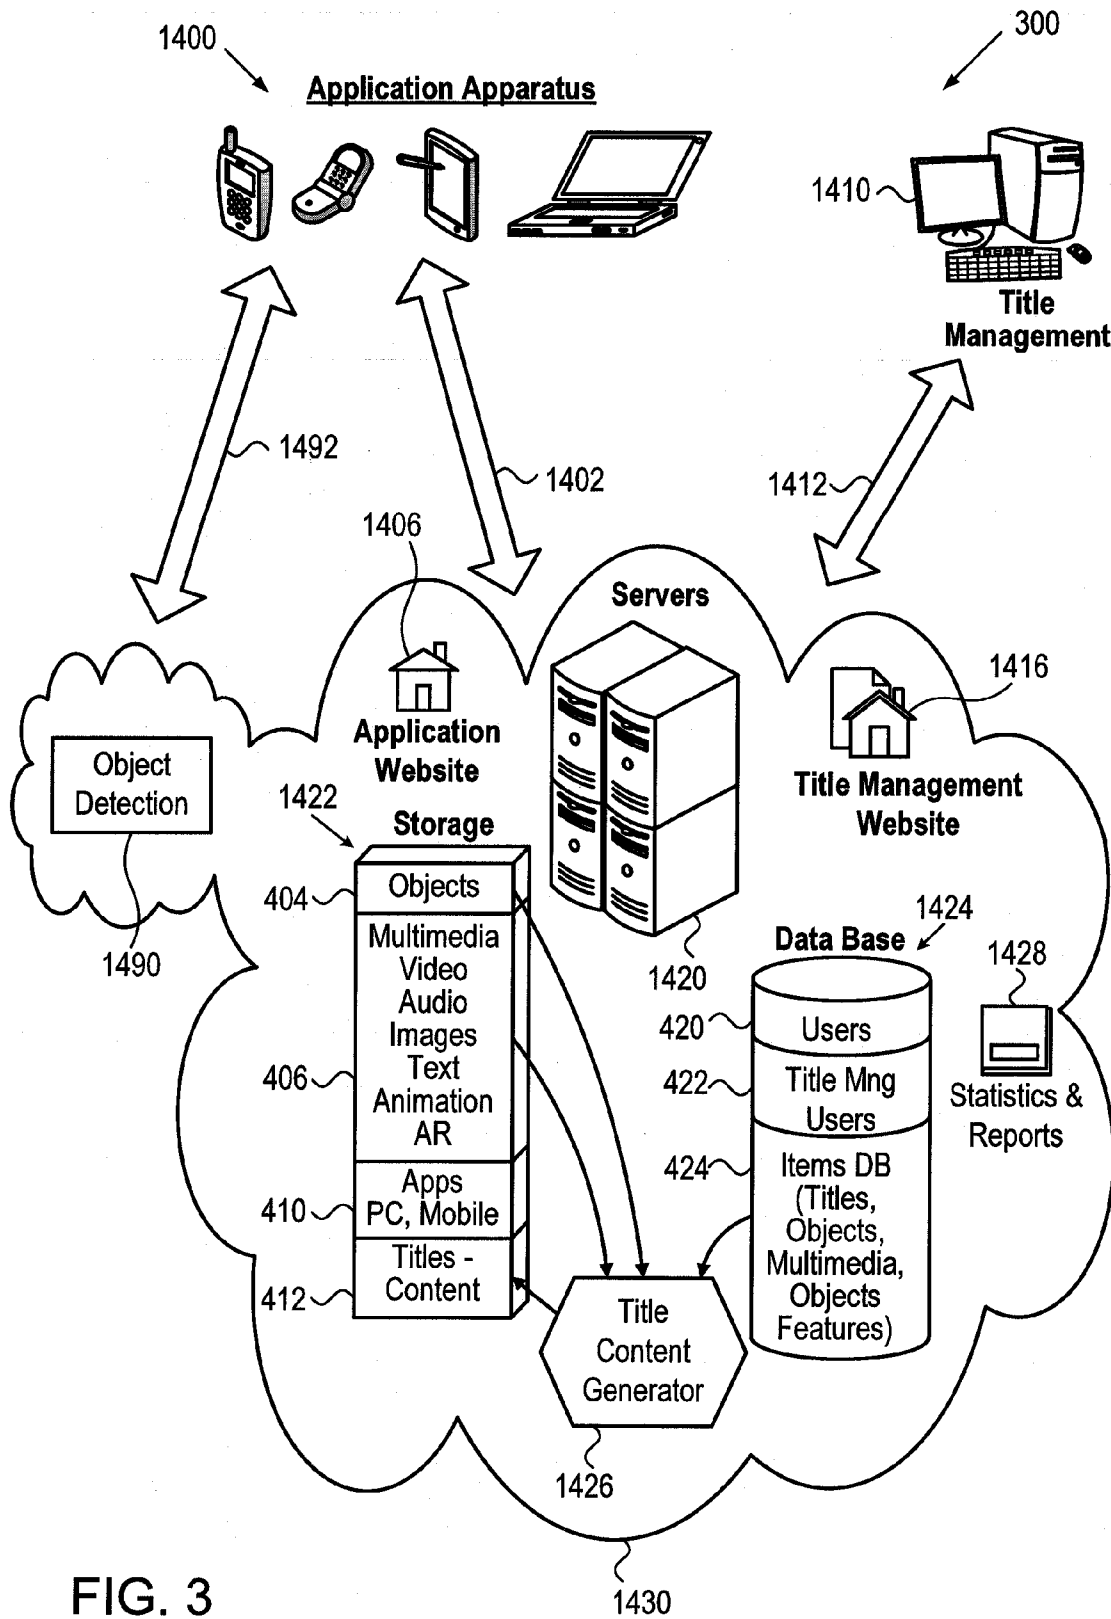 1400
300
Application Apparatus
1410
Title
Management
1492
1402
1412
1406
Servers
1416
Application
Website
Title Management
Website
Object
Detection
1490
1422
Storage
404
Objects
406
Multimedia
Video
Audio
Images
Text
Animation
AR
410
Apps
PC, Mobile
412
Titles -
Content
1420
Data Base
1424
420
Users
422
Title Mng
Users
424
Items DB
(Titles,
Objects,
Multimedia,
Objects
Features)
1428
Statistics &
Reports
Title
Content
Generator
1426
1430
FIG. 3